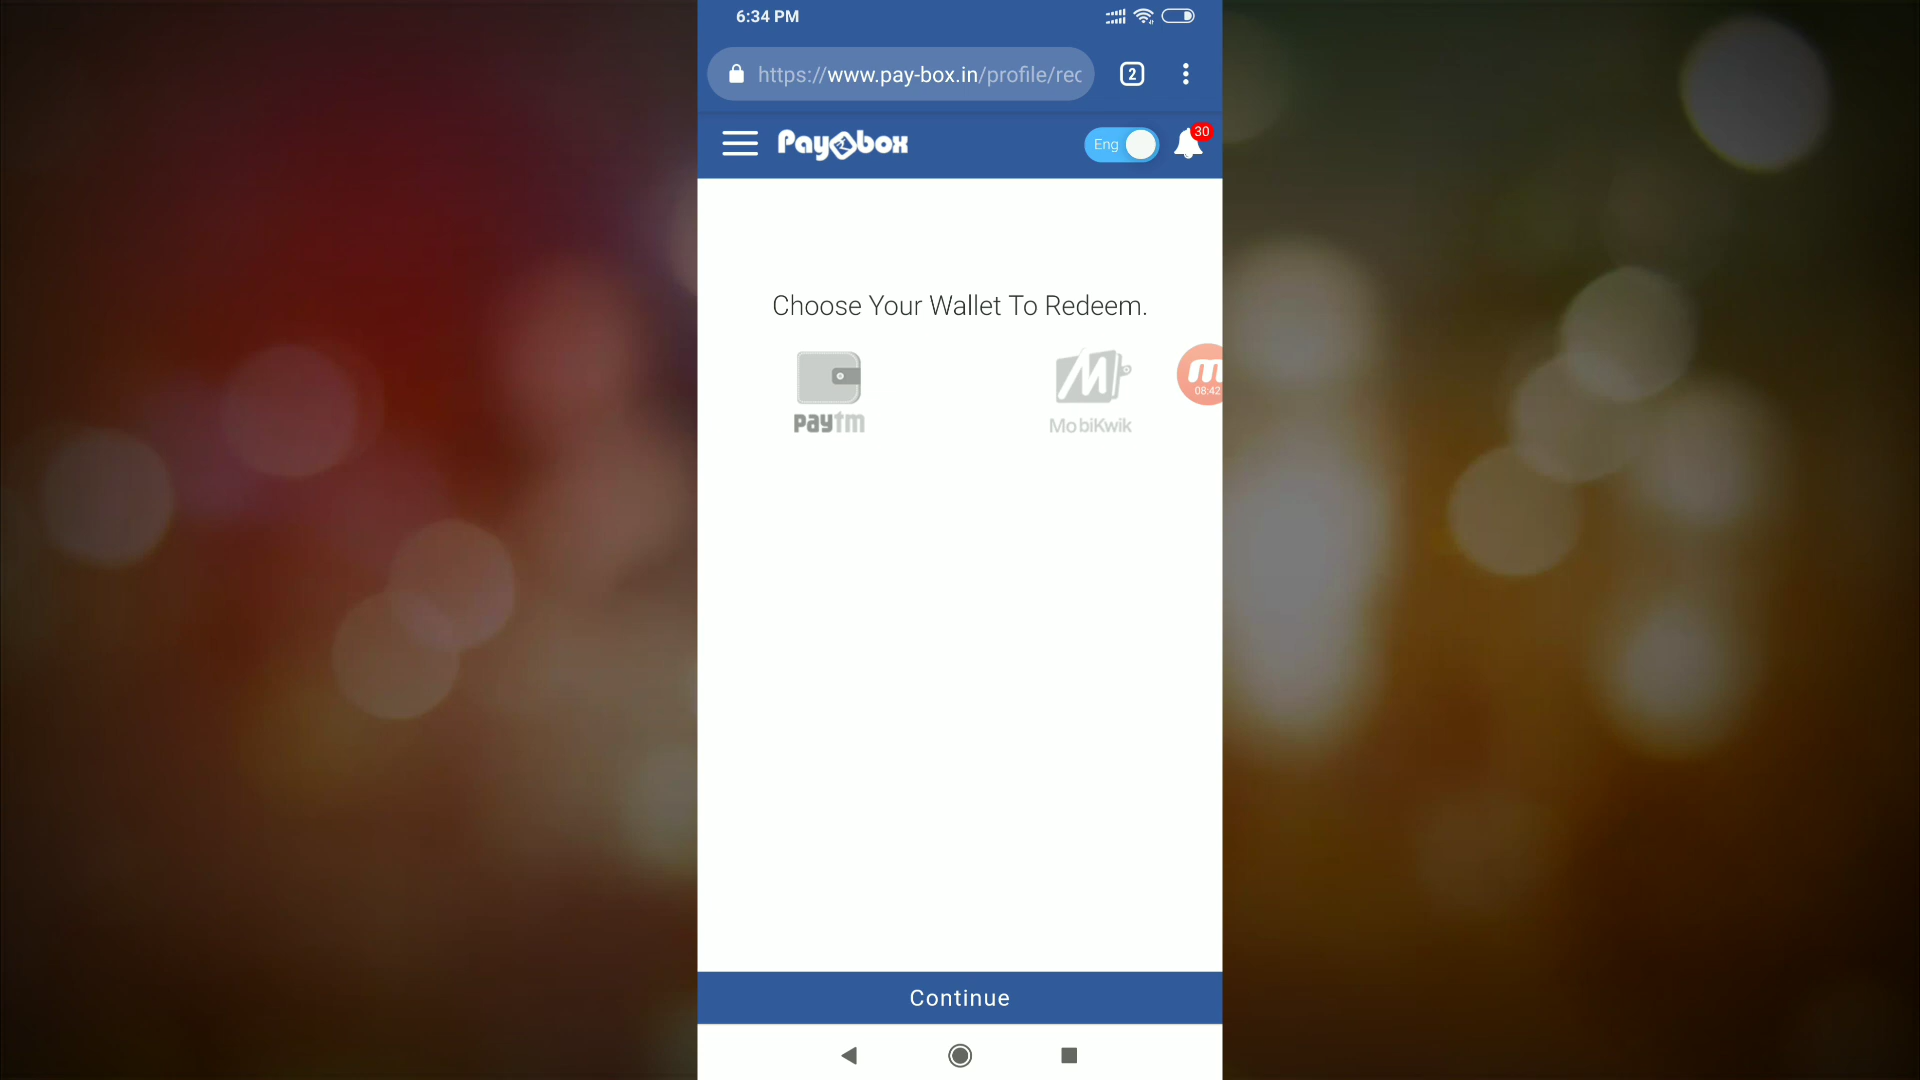 6:34 PM
https://www.pay-box.in/profile/rec
2
Paybox
Eng
30
Choose Your Wallet To Redeem.
paytm
MobiKwik
m
08:42
Continue